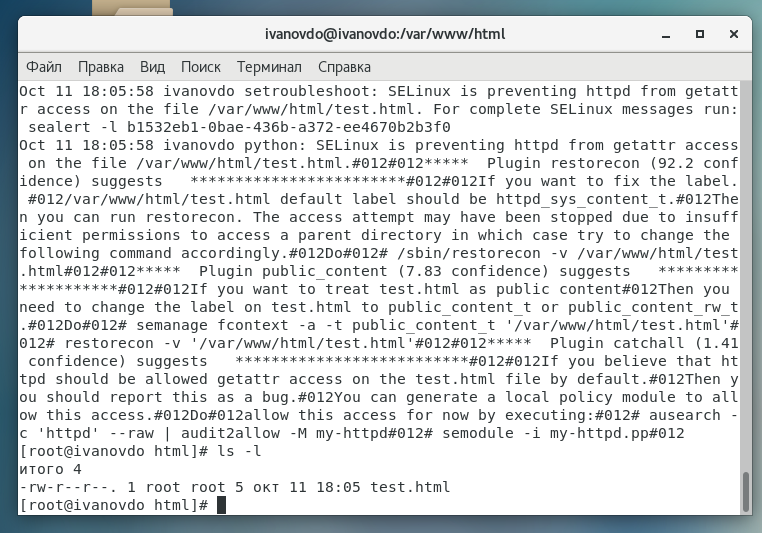 ivanovdo@ivanovdo:/var/www/html
Файл Правка Вид Поиск Терминал Справка
Oct 11 18:05:58 ivanovdo setroubleshoot: SELinux is preventing httpd from getatt
r access on the file /var/www/html/test.html. For complete SELinux messages run:
 sealert -l b1532eb1-0bae-436b-a372-ee4670b2b3f0
Oct 11 18:05:58 ivanovdo python: SELinux is preventing httpd from getattr access
 on the file /var/www/html/test.html.#012#012*****  Plugin restorecon (92.2 conf
idence) suggests   ************************#012#012If you want to fix the label.
 #012/var/www/html/test.html default label should be httpd_sys_content_t.#012The
n you can run restorecon. The access attempt may have been stopped due to insuff
icient permissions to access a parent directory in which case try to change the
following command accordingly.#012Do#012# /sbin/restorecon -v /var/www/html/test
.html#012#012*****  Plugin public_content (7.83 confidence) suggests   *********
*******************#012#012If you want to treat test.html as public content#012Then you
need to change the label on test.html to public_content_t or public_content_rw_t
.#012Do#012# semanage fcontext -a -t public_content_t '/var/www/html/test.html'#
012# restorecon -v '/var/www/html/test.html'#012#012*****  Plugin catchall (1.41
 confidence) suggests   **************************#012#012If you believe that ht
tpd should be allowed getattr access on the test.html file by default.#012Then y
ou should report this as a bug.#012You can generate a local policy module to all
ow this access.#012Do#012allow this access for now by executing:#012# ausearch -
c 'httpd' --raw | audit2allow -M my-httpd#012# semodule -i my-httpd.pp#012
[root@ivanovdo html]# ls -l
итого 4
-rw-r--r--. 1 root root 5 окт 11 18:05 test.html
[root@ivanovdo html]#